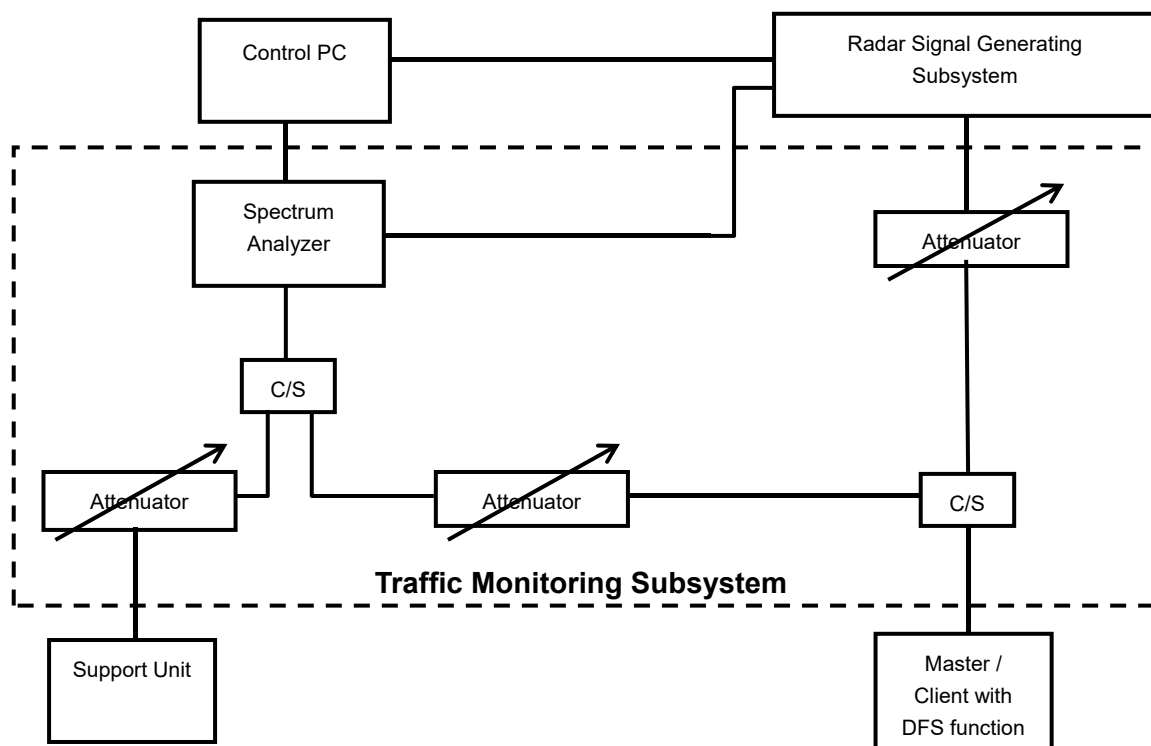 Control PC
Radar Signal Generating
Subsystem
Spectrum
Analyzer
Attenuator
C/S
Attenuator
Attenuator
C/S
Traffic Monitoring Subsystem
Support Unit
Master /
Client with
DFS function